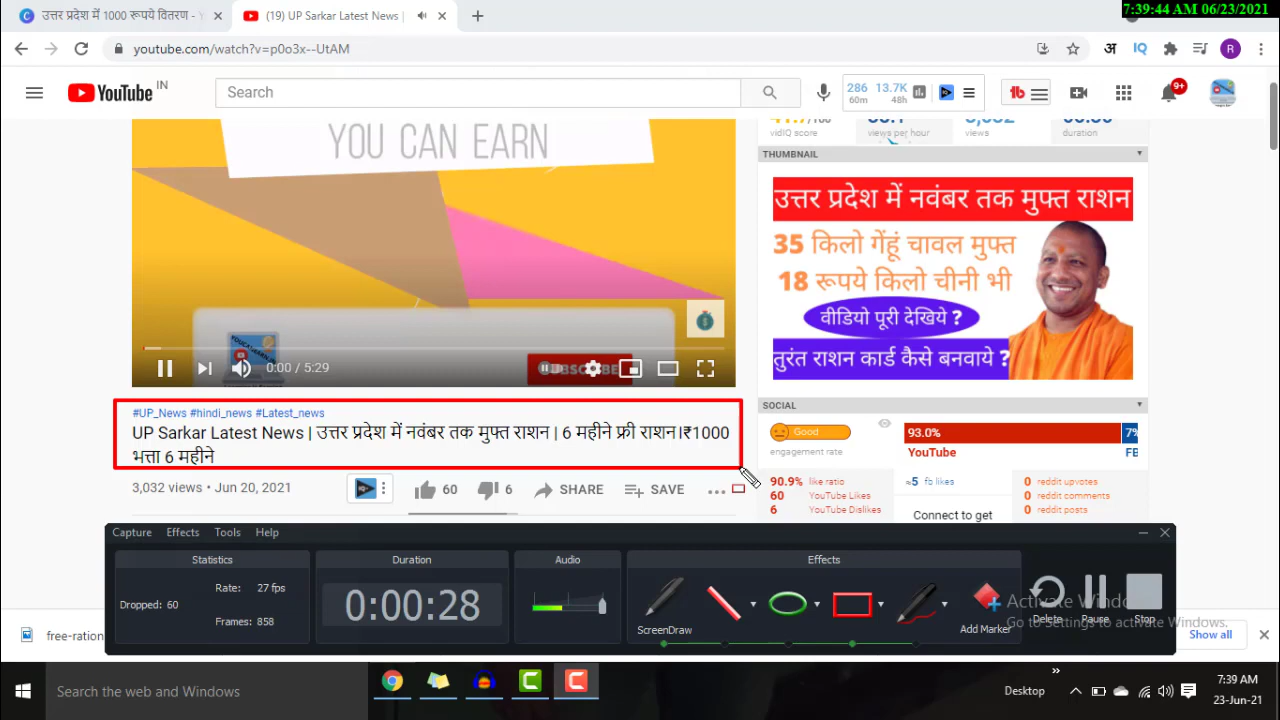 7:39:44 AM 06/23/2021
उत्तर प्रदेश में 1000 रूपये वितरण - Y
(19) UP Sarkar Latest News |
youtube.com/watch?v=p0o3x--UtAM
अ IQ R
YouTube IN
Search
286 13.7K
60m 48h
9+
YOU CAN EARN
vidIQ score views per hour views duration
THUMBNAIL
उत्तर प्रदेश में नवंबर तक मुफ्त राशन
35 किलो गेंहूं चावल मुफ्त
18 रूपये किलो चीनी भी
वीडियो पूरी देखिये ?
तुरंत राशन कार्ड कैसे बनवाये ?
0:00 / 5:29
#UP_News #hindi_news #Latest_news
UP Sarkar Latest News | उत्तर प्रदेश में नवंबर तक मुफ्त राशन | 6 महीने फ्री राशन।₹1000
भत्ता 6 महीने
3,032 views • Jun 20, 2021
60 6 SHARE SAVE
SOCIAL
Good
engagement rate
93.0% 7%
YouTube FB
90.9% like ratio
60 YouTube Likes
6 YouTube Dislikes
≈5 fb likes
Connect to get
0 reddit upvotes
0 reddit comments
0 reddit posts
Capture Effects Tools Help
Statistics Duration Audio Effects
Rate: 27 fps
Dropped: 60
Frames: 858
0:00:28
ScreenDraw
Add Marker Delete Pause Stop
Go to Settings to activate Windows.
free-ration
Show all
Search the web and Windows
Desktop
7:39 AM
23-Jun-21